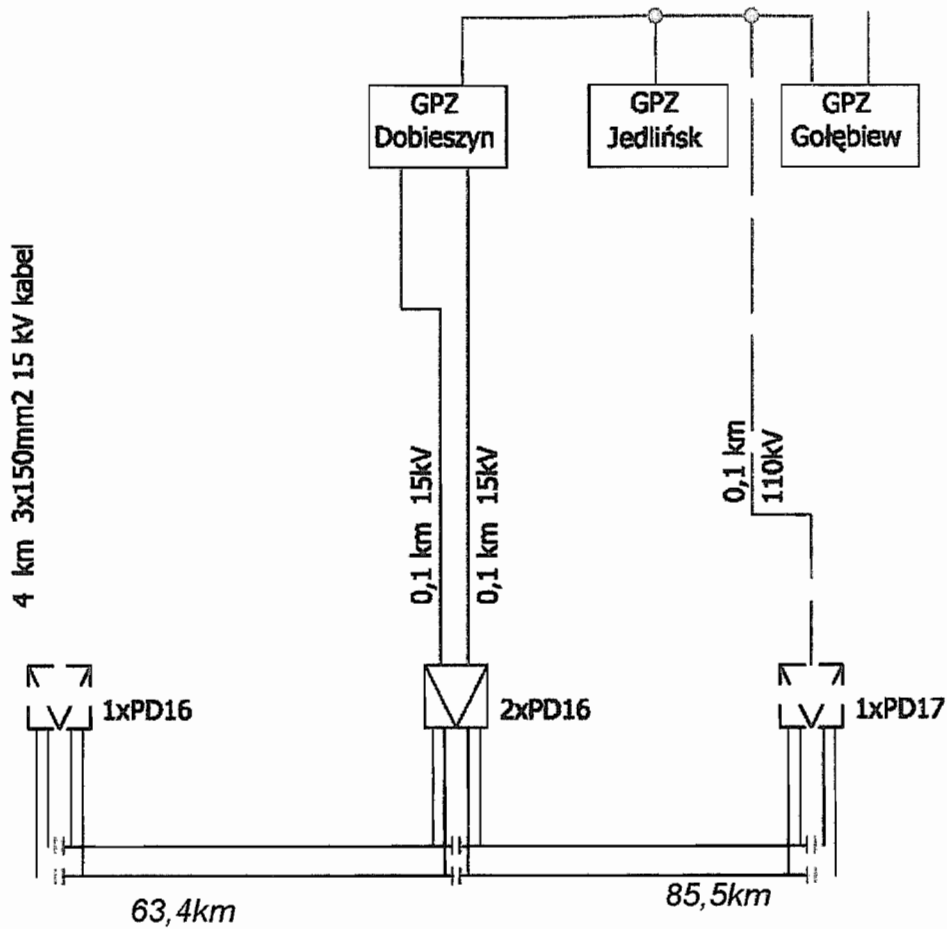 GPZ
Dobieszyn
GPZ
Jedlińsk
GPZ
Gołębiew
4 km 3x150mm2 15 kV kabel
0,1 km 15kV
0,1 km 15kV
0,1 km
110kV
1xPD16
2xPD16
1xPD17
63,4km
85,5km